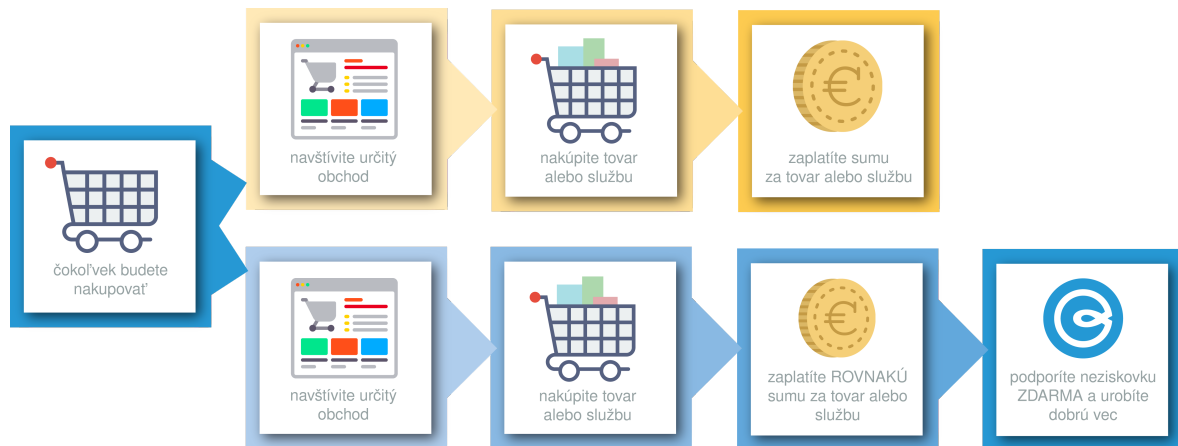 čokoľvek budete
nakupovať
navštívite určitý
obchod
nakúpite tovar
alebo službu
zaplatíte sumu
za tovar alebo službu
navštívite určitý
obchod
nakúpite tovar
alebo službu
zaplatíte ROVNAKÚ
sumu za tovar alebo
službu
podporíte neziskovku
ZDARMA a urobíte
dobrú vec